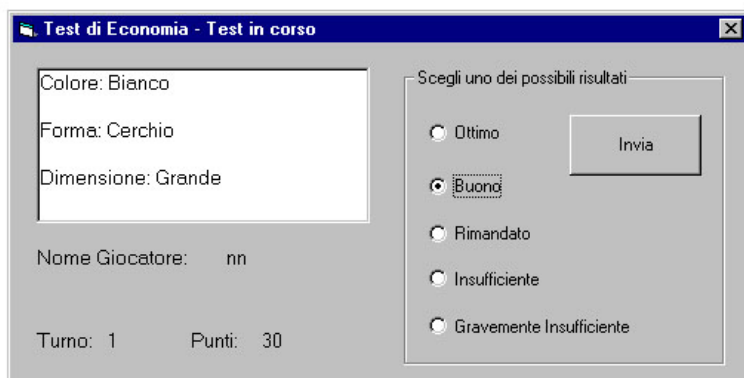 Test di Economia - Test in corso
Colore: Bianco
Forma: Cerchio
Dimensione: Grande
Nome Giocatore: nn
Turno: 1 Punti: 30
Scegli uno dei possibili risultati
Ottimo
Invia
Buono
Rimandato
Insufficiente
Gravemente Insufficiente